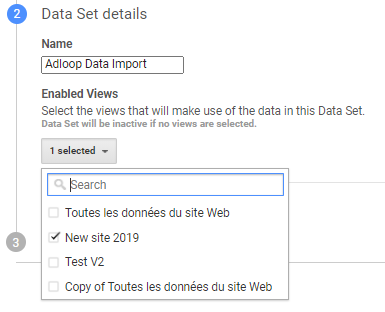 2 Data Set details
Name
Adloop Data Import
Enabled Views
Select the views that will make use of the data in this Data Set.
Data Set will be inactive if no views are selected.
1 selected
Search
Toutes les données du site Web
3 New site 2019
Test V2
Copy of Toutes les données du site Web